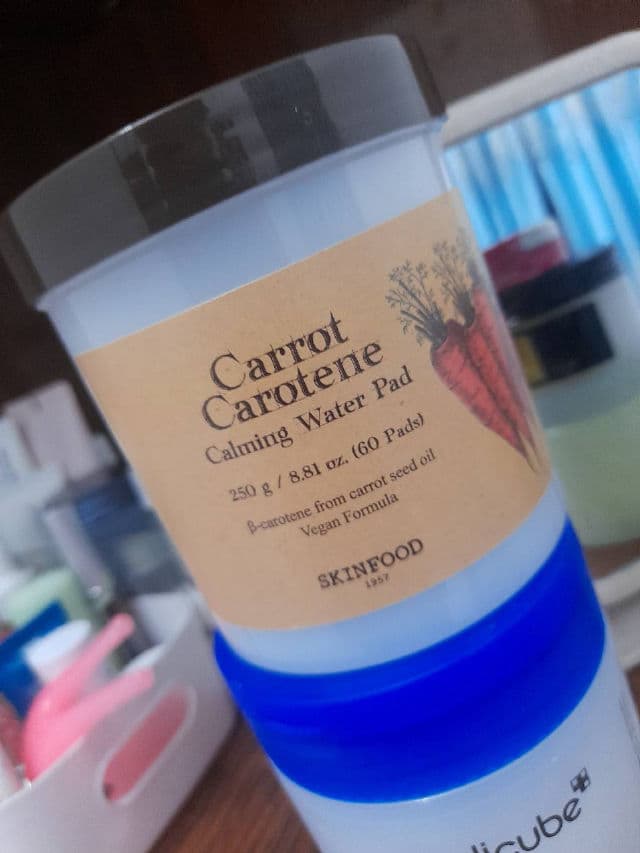 Carrot
Carotene
Calming Water Pad
250 g / 8.81 oz. (60 Pads)
β-carotene from carrot seed oil
Vegan Formula
SKINFOOD
1957